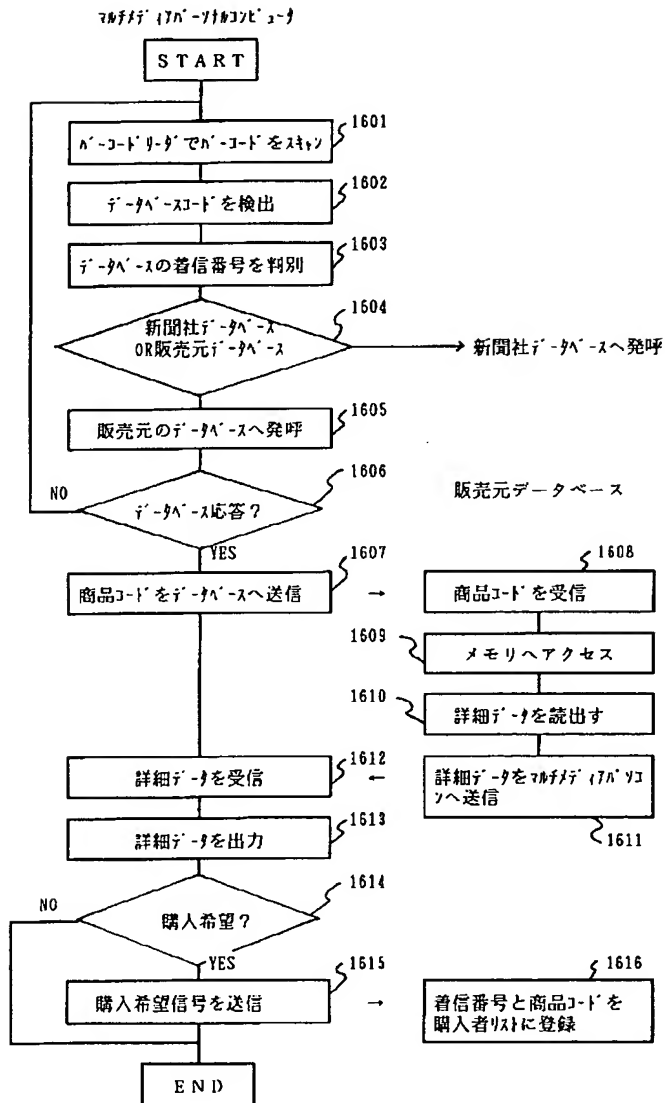 マルチメディアパーソナルコンピュータ
START
1601
バーコードリーダでバーコードをスキャン
1602
データベースコードを検出
1603
データベースの着信番号を判別
1604
新聞社データベース
OR販売元データベース
新聞社データベースへ発呼
1605
販売元のデータベースへ発呼
1606
NO
データベース応答?
販売元データベース
YES
1607
1608
商品コードをデータベースへ送信
商品コードを受信
1609
メモリへアクセス
1610
詳細データを読出す
1612
詳細データを受信
詳細データをマルチメディアパソコ
ンへ送信
1611
1613
詳細データを出力
1614
NO
購入希望?
YES
1615
1616
購入希望信号を送信
着信番号と商品コードを
購入者リストに登録
END